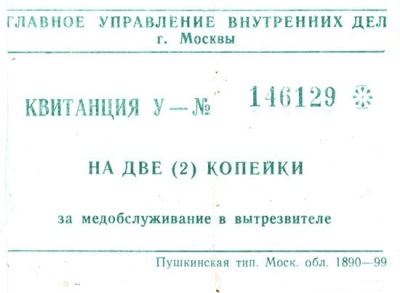 ГЛАВНОЕ УПРАВЛЕНИЕ ВНУТРЕННИХ ДЕЛ
г. Москвы
КВИТАНЦИЯ У — № 146129
НА ДВЕ (2) КОПЕЙКИ
за медобслуживание в вытрезвителе
Пушкинская тип. Моск. обл. 1890—99